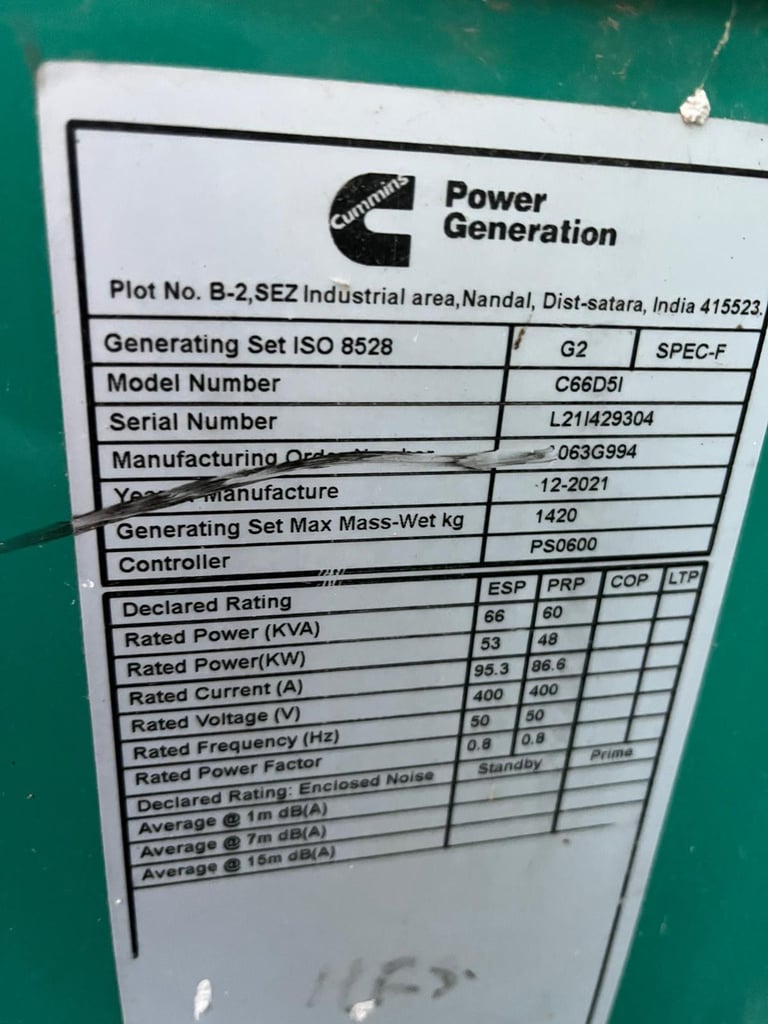 Cummins
Power
Generation
Plot No. B-2,SEZ Industrial area,Nandal, Dist-satara, India 415523.
Generating Set ISO 8528 G2 SPEC-F
Model Number C66D5I
Serial Number L21I429304
Manufacturing 063G994
Manufacture 12-2021
Generating Set Max Mass-Wet kg 1420
Controller PS0600
Declared Rating ESP PRP COP LTP
Rated Power (KVA) 66 60
Rated Power(KW) 53 48
Rated Current (A) 95.3 86.6
Rated Voltage (V) 400 400
Rated Frequency (Hz) 50 50
Rated Power Factor 0.8 0.8
Declared Rating: Enclosed Noise Standby Prime
Average @ 1m dB(A)
Average @ 7m dB(A)
Average @ 15m dB(A)